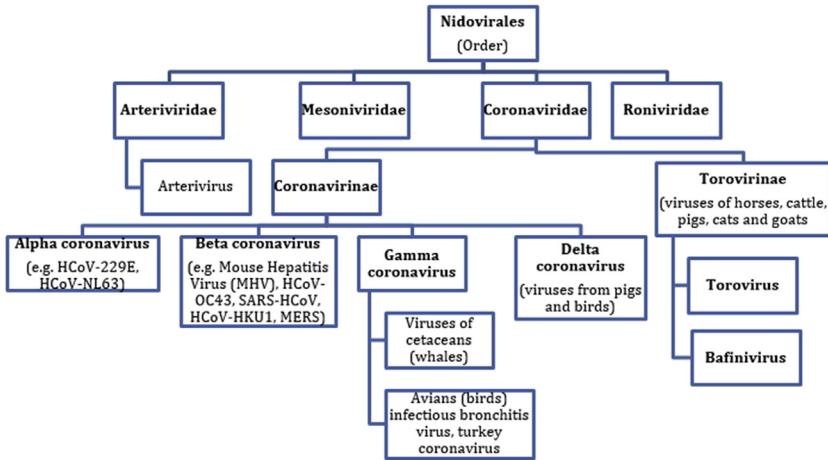 Nidovirales
(Order)
Arteriviridae
Mesoniviridae
Coronaviridae
Roniviridae
Arterivirus
Coronavirinae
Torovirinae
(viruses of horses, cattle,
pigs, cats and goats
Alpha coronavirus
(e.g. HCoV-229E,
HCoV-NL63)
Beta coronavirus
(e.g. Mouse Hepatitis
Virus (MHV), HCoV-
OC43, SARS-HCoV,
HCoV-HKU1, MERS)
Gamma
coronavirus
Delta
coronavirus
(viruses from pigs
and birds)
Torovirus
Viruses of
cetaceans
(whales)
Bafinivirus
Avians (birds)
infectious bronchitis
virus, turkey
coronavirus